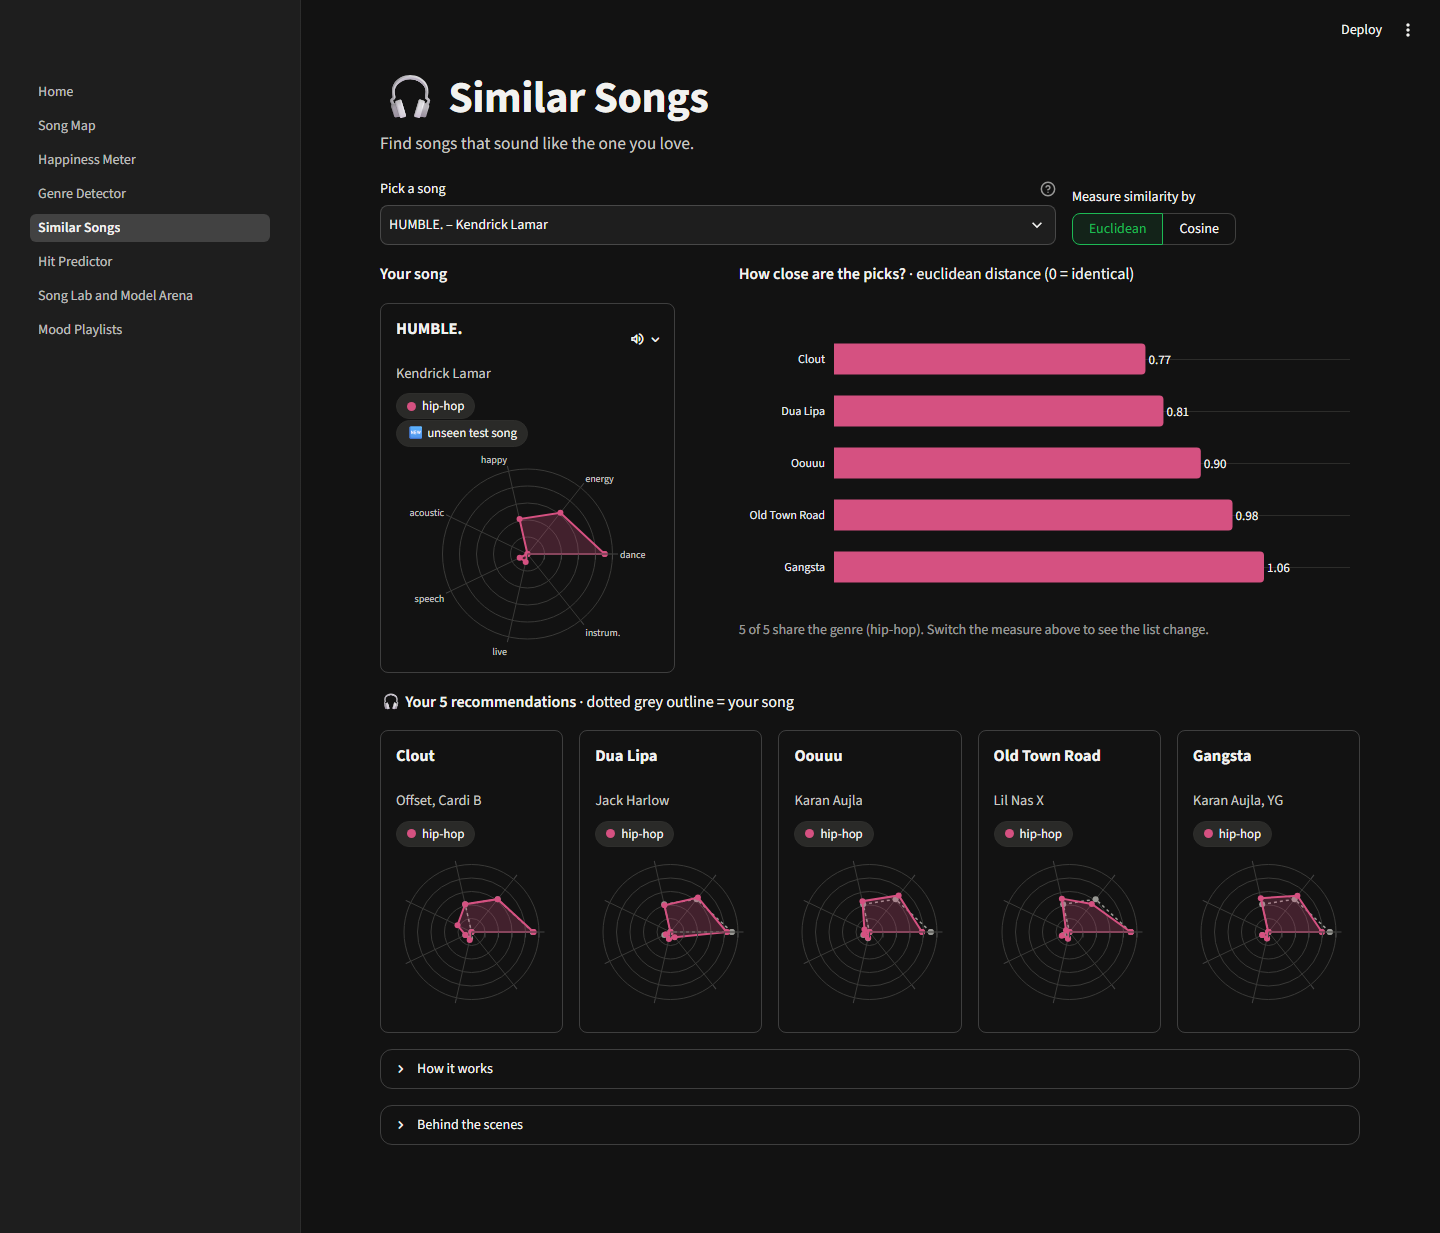 Deploy
Home
Song Map
Happiness Meter
Genre Detector
Similar Songs
Hit Predictor
Song Lab and Model Arena
Mood Playlists
Similar Songs
Find songs that sound like the one you love.
Pick a song
Measure similarity by
HUMBLE. – Kendrick Lamar
Euclidean
Cosine
Your song
HUMBLE.
Kendrick Lamar
hip-hop
NEW unseen test song
happy
energy
acoustic
dance
speech
instrum.
live
How close are the picks? · euclidean distance (0 = identical)
Clout 0.77
Dua Lipa 0.81
Oouuu 0.90
Old Town Road 0.98
Gangsta 1.06
5 of 5 share the genre (hip-hop). Switch the measure above to see the list change.
Your 5 recommendations · dotted grey outline = your song
Clout
Offset, Cardi B
hip-hop
Dua Lipa
Jack Harlow
hip-hop
Oouuu
Karan Aujla
hip-hop
Old Town Road
Lil Nas X
hip-hop
Gangsta
Karan Aujla, YG
hip-hop
How it works
Behind the scenes